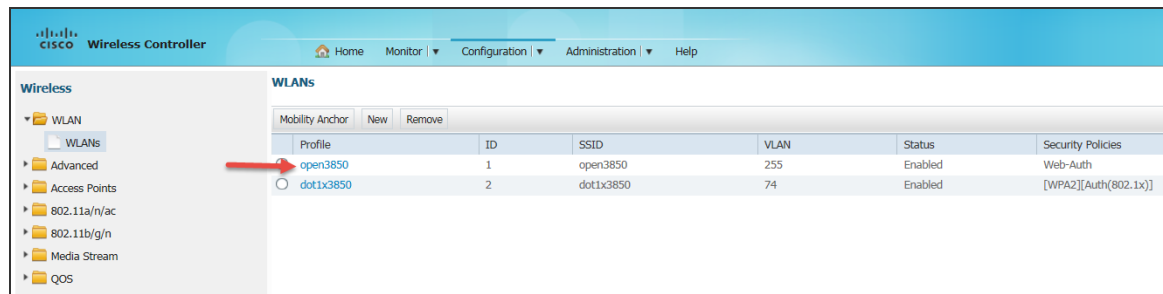 CISCO Wireless Controller
Home Monitor Configuration Administration Help
Wireless
WLAN
WLANs
Advanced
Access Points
802.11a/n/ac
802.11b/g/n
Media Stream
QOS
WLANs
Mobility Anchor New Remove
Profile ID SSID VLAN Status Security Policies
open3850 1 open3850 255 Enabled Web-Auth
dot1x3850 2 dot1x3850 74 Enabled [WPA2][Auth(802.1x)]